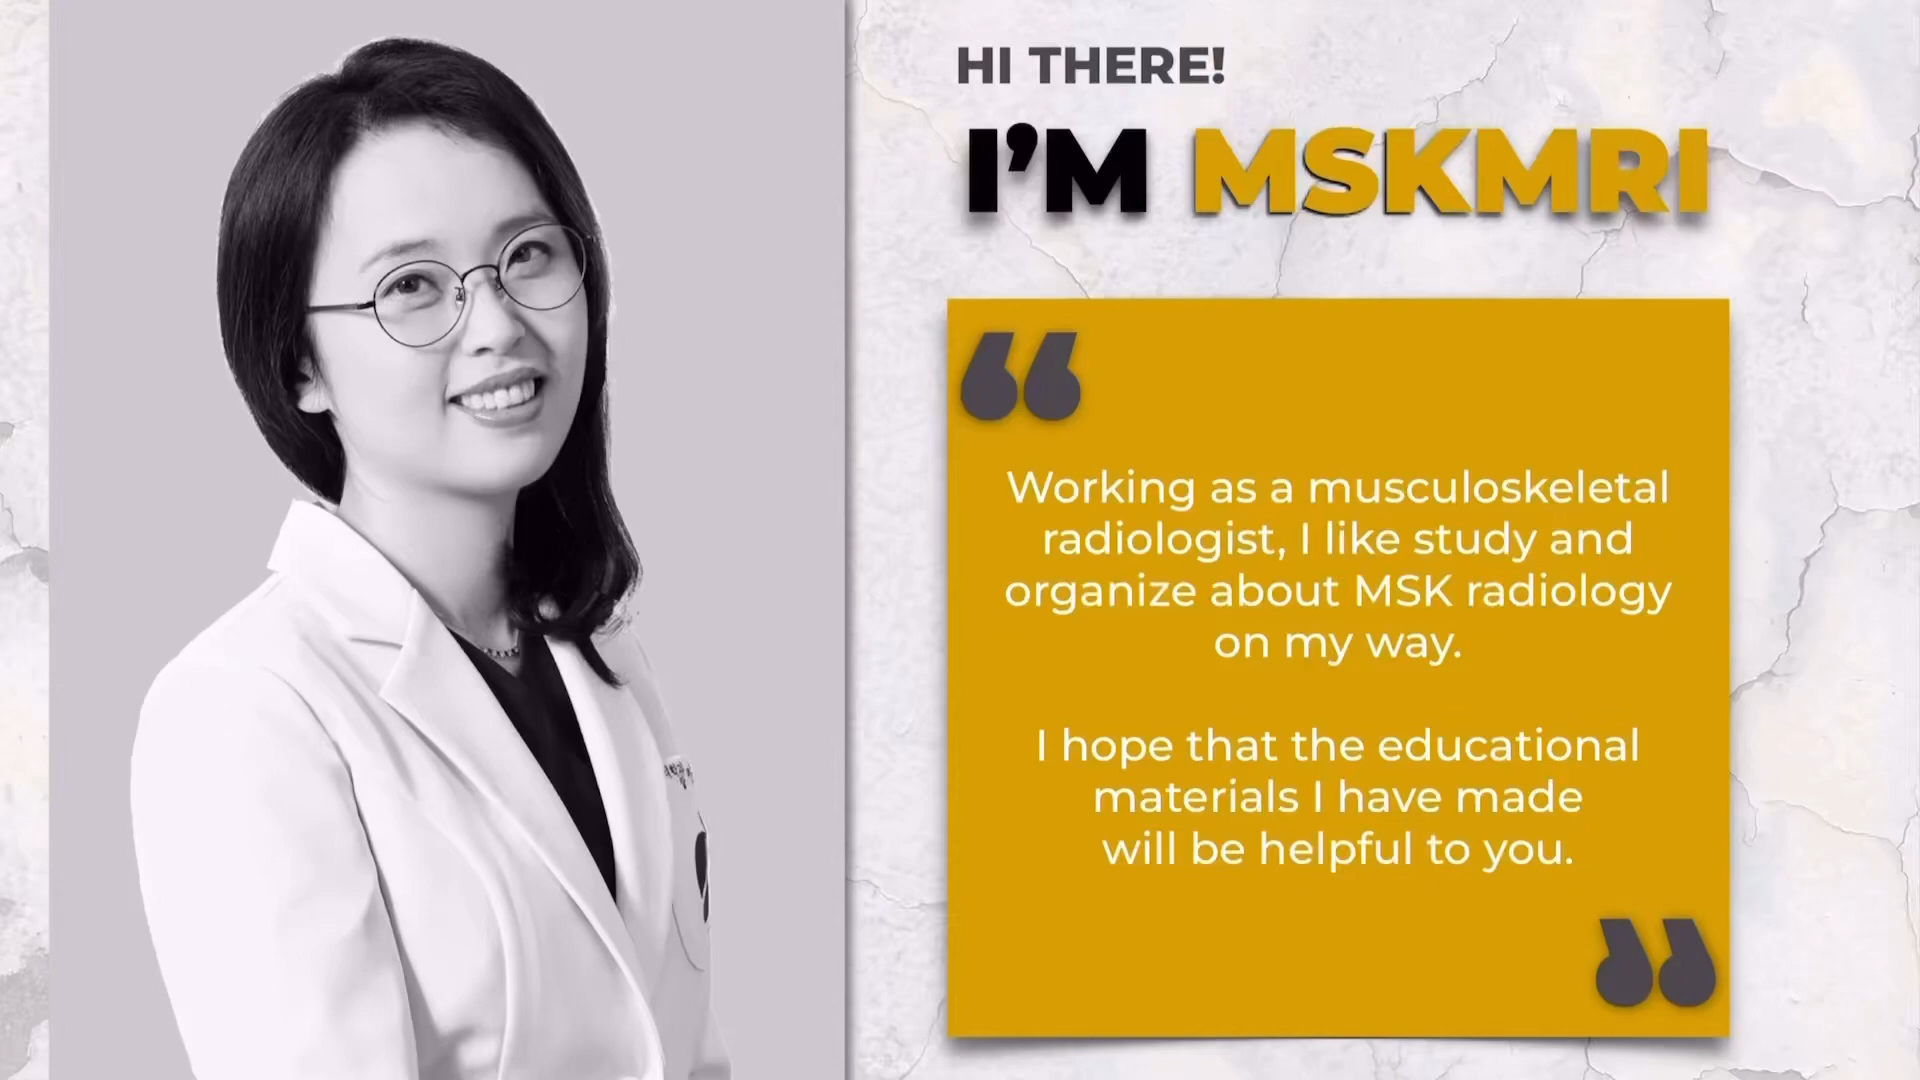 HI THERE!
I’M MSKMRI
“
Working as a musculoskeletal
radiologist, I like study and
organize about MSK radiology
on my way.
I hope that the educational
materials I have made
will be helpful to you.
”